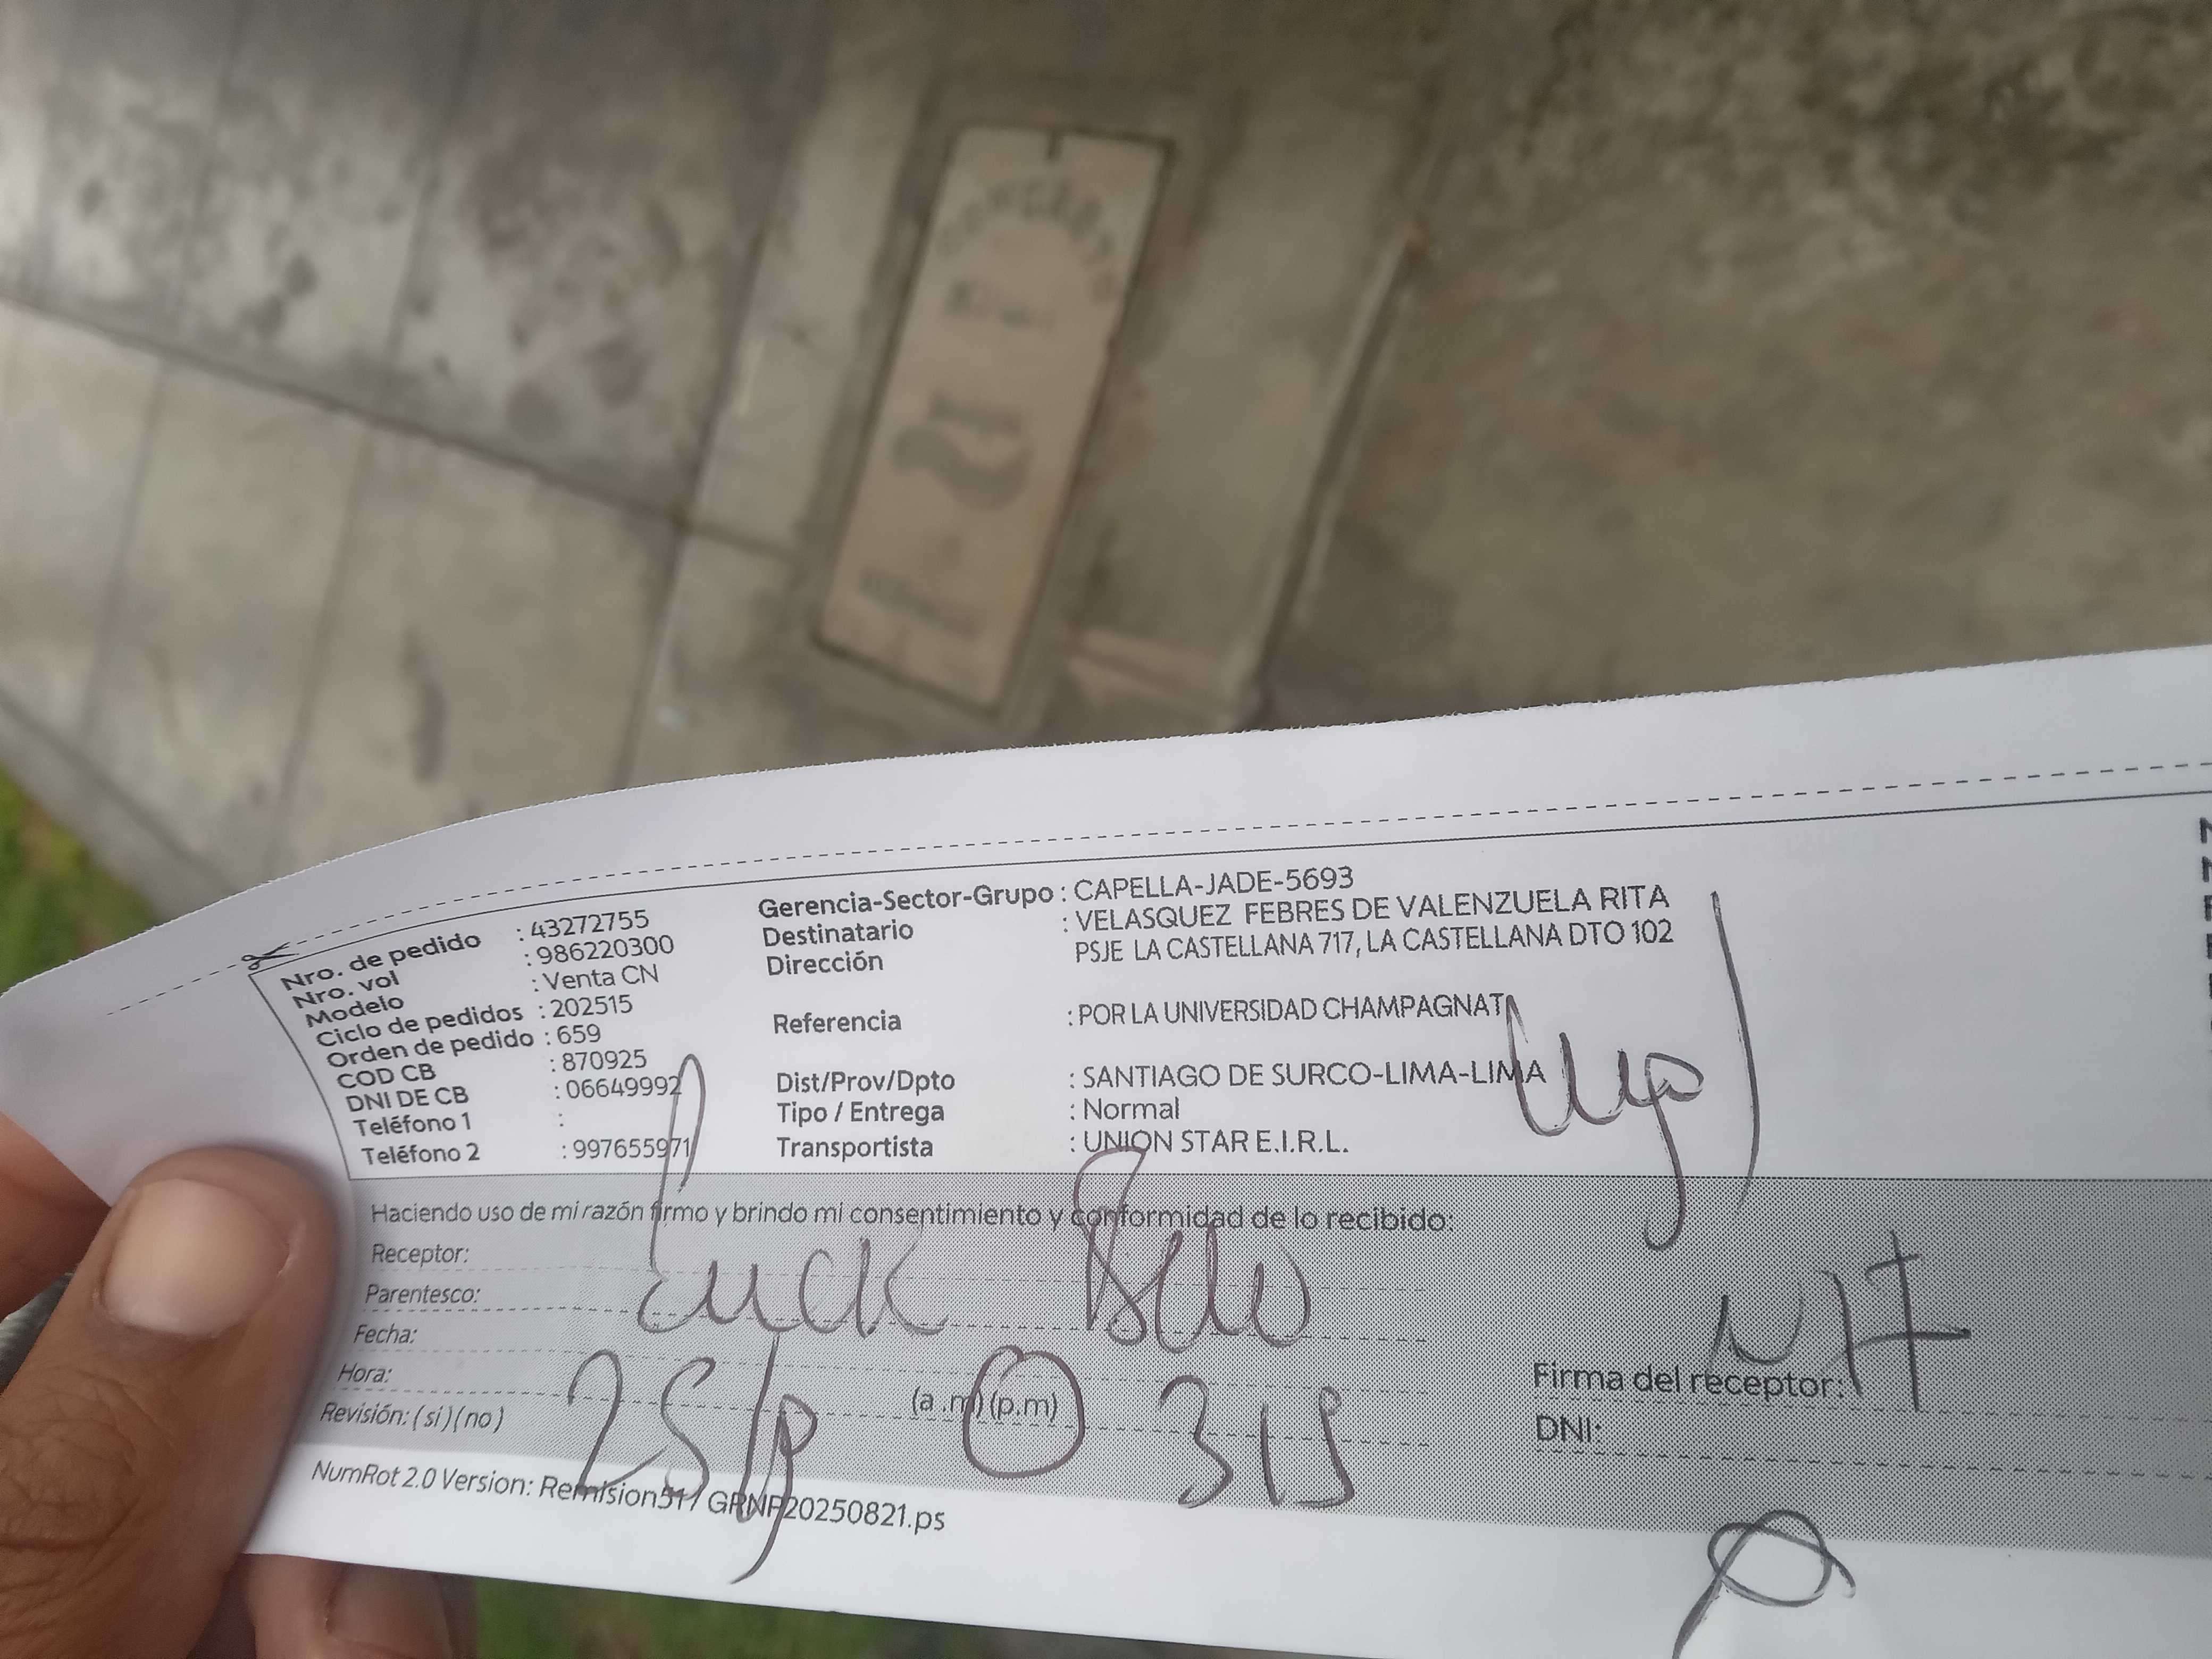 Nro. de pedido : 43272755
Nro. vol : 986220300
Modelo : Venta CN
Ciclo de pedidos : 202515
Orden de pedido : 659
COD CB : 870925
DNI DE CB : 06649992
Teléfono 1 :
Teléfono 2 : 997655971
Gerencia-Sector-Grupo : CAPELLA-JADE-5693
Destinatario : VELASQUEZ FEBRES DE VALENZUELA RITA
Dirección PSJE LA CASTELLANA 717, LA CASTELLANA DTO 102
Referencia : POR LA UNIVERSIDAD CHAMPAGNAT
Dist/Prov/Dpto : SANTIAGO DE SURCO-LIMA-LIMA
Tipo / Entrega : Normal
Transportista : UNION STAR E.I.R.L.
Haciendo uso de mi razón firmo y brindo mi consentimiento y conformidad de lo recibido:
Receptor:
Parentesco:
Fecha:
Hora: (a.m)(p.m)
Revisión: (si)(no)
Firma del receptor:
DNI:
NumRot 2.0 Version: Remision517 GRNP20250821.ps